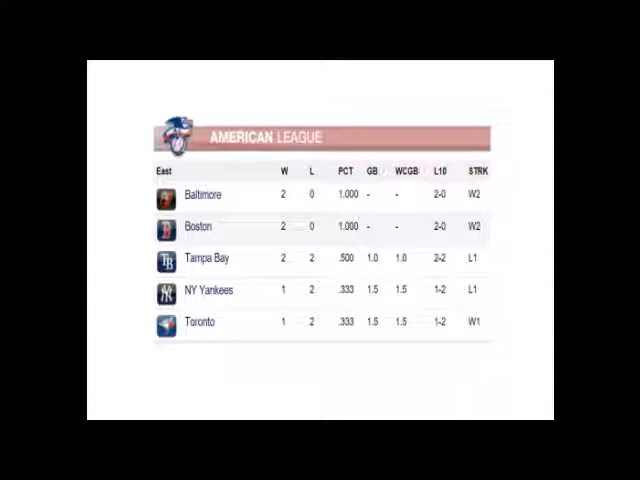 AMERICAN LEAGUE
East W L PCT GB WCGB L10 STRK
Baltimore 2 0 1.000 - - 2-0 W2
Boston 2 0 1.000 - - 2-0 W2
Tampa Bay 2 2 .500 1.0 1.0 2-2 L1
NY Yankees 1 2 .333 1.5 1.5 1-2 L1
Toronto 1 2 .333 1.5 1.5 1-2 W1